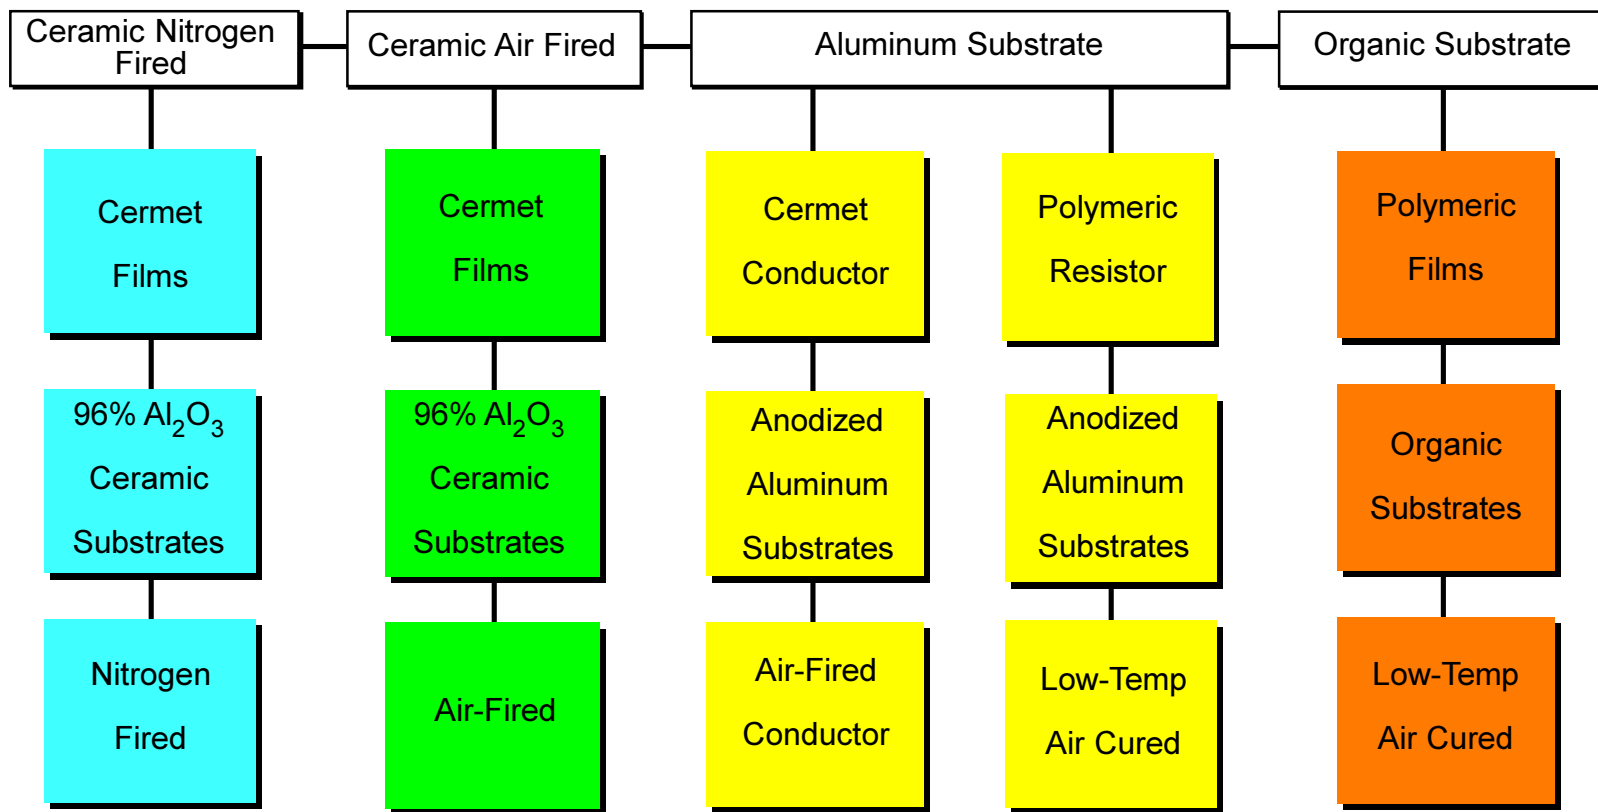 Ceramic Nitrogen
Fired
Ceramic Air Fired
Aluminum Substrate
Organic Substrate
Cermet
Films
Cermet
Films
Cermet
Conductor
Polymeric
Resistor
Polymeric
Films
96% Al₂O₃
Ceramic
Substrates
96% Al₂O₃
Ceramic
Substrates
Anodized
Aluminum
Substrates
Anodized
Aluminum
Substrates
Organic
Substrates
Nitrogen
Fired
Air-Fired
Air-Fired
Conductor
Low-Temp
Air Cured
Low-Temp
Air Cured